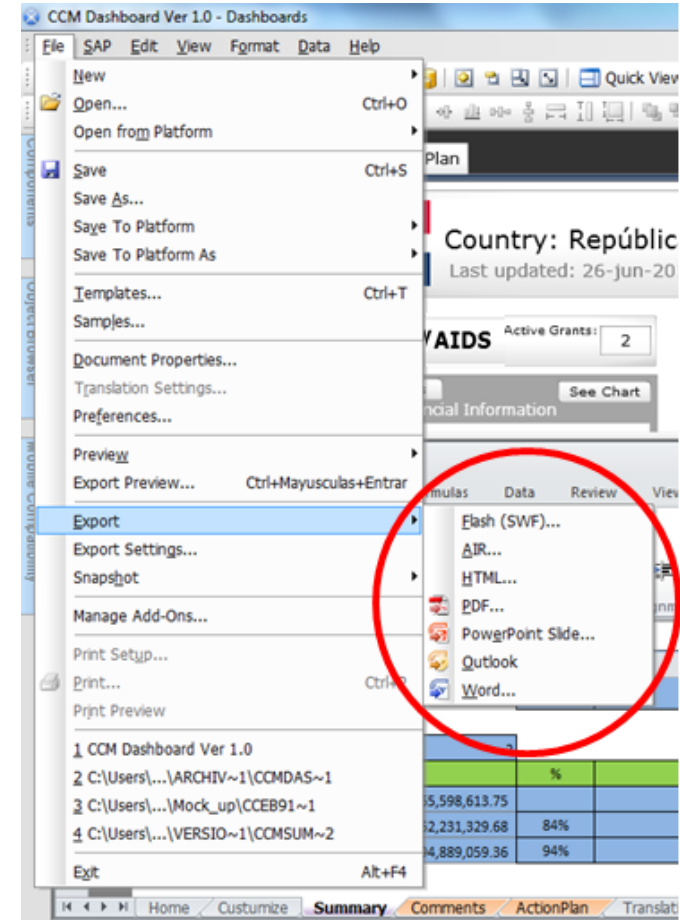 CCM Dashboard Ver 1.0 - Dashboards
File SAP Edit View Format Data Help
New
Quick View
Open... Ctrl+O
Open from Platform
Plan
Save Ctrl+S
Save As...
Save To Platform
Save To Platform As
Country: Repúblic
Last updated: 26-jun-20
Templates... Ctrl+T
Samples...
/AIDS Active Grants: 2
Document Properties...
Translation Settings...
Preferences...
See Chart
ncial Information
Preview
Export Preview... Ctrl+Mayusculas+Entrar
mulas Data Review View
Export
Export Settings...
Snapshot
Flash (SWF)...
AIR...
HTML...
PDF...
PowerPoint Slide...
Outlook
Word...
Manage Add-Ons...
Print Setup...
Print... Ctrl+P
Print Preview
1 CCM Dashboard Ver 1.0
2 C:\Users\...\ARCHIV~1\CCMDAS~1
3 C:\Users\...\Mock_up\CCEB91~1
4 C:\Users\...\VERSIO~1\CCMSUM~2
Exit Alt+F4
2
%
55,598,613.75
52,231,329.68 84%
04,889,059.36 94%
Home Custumize Summary Comments ActionPlan Translat
Components
Object Browser
Mobile Compatibility